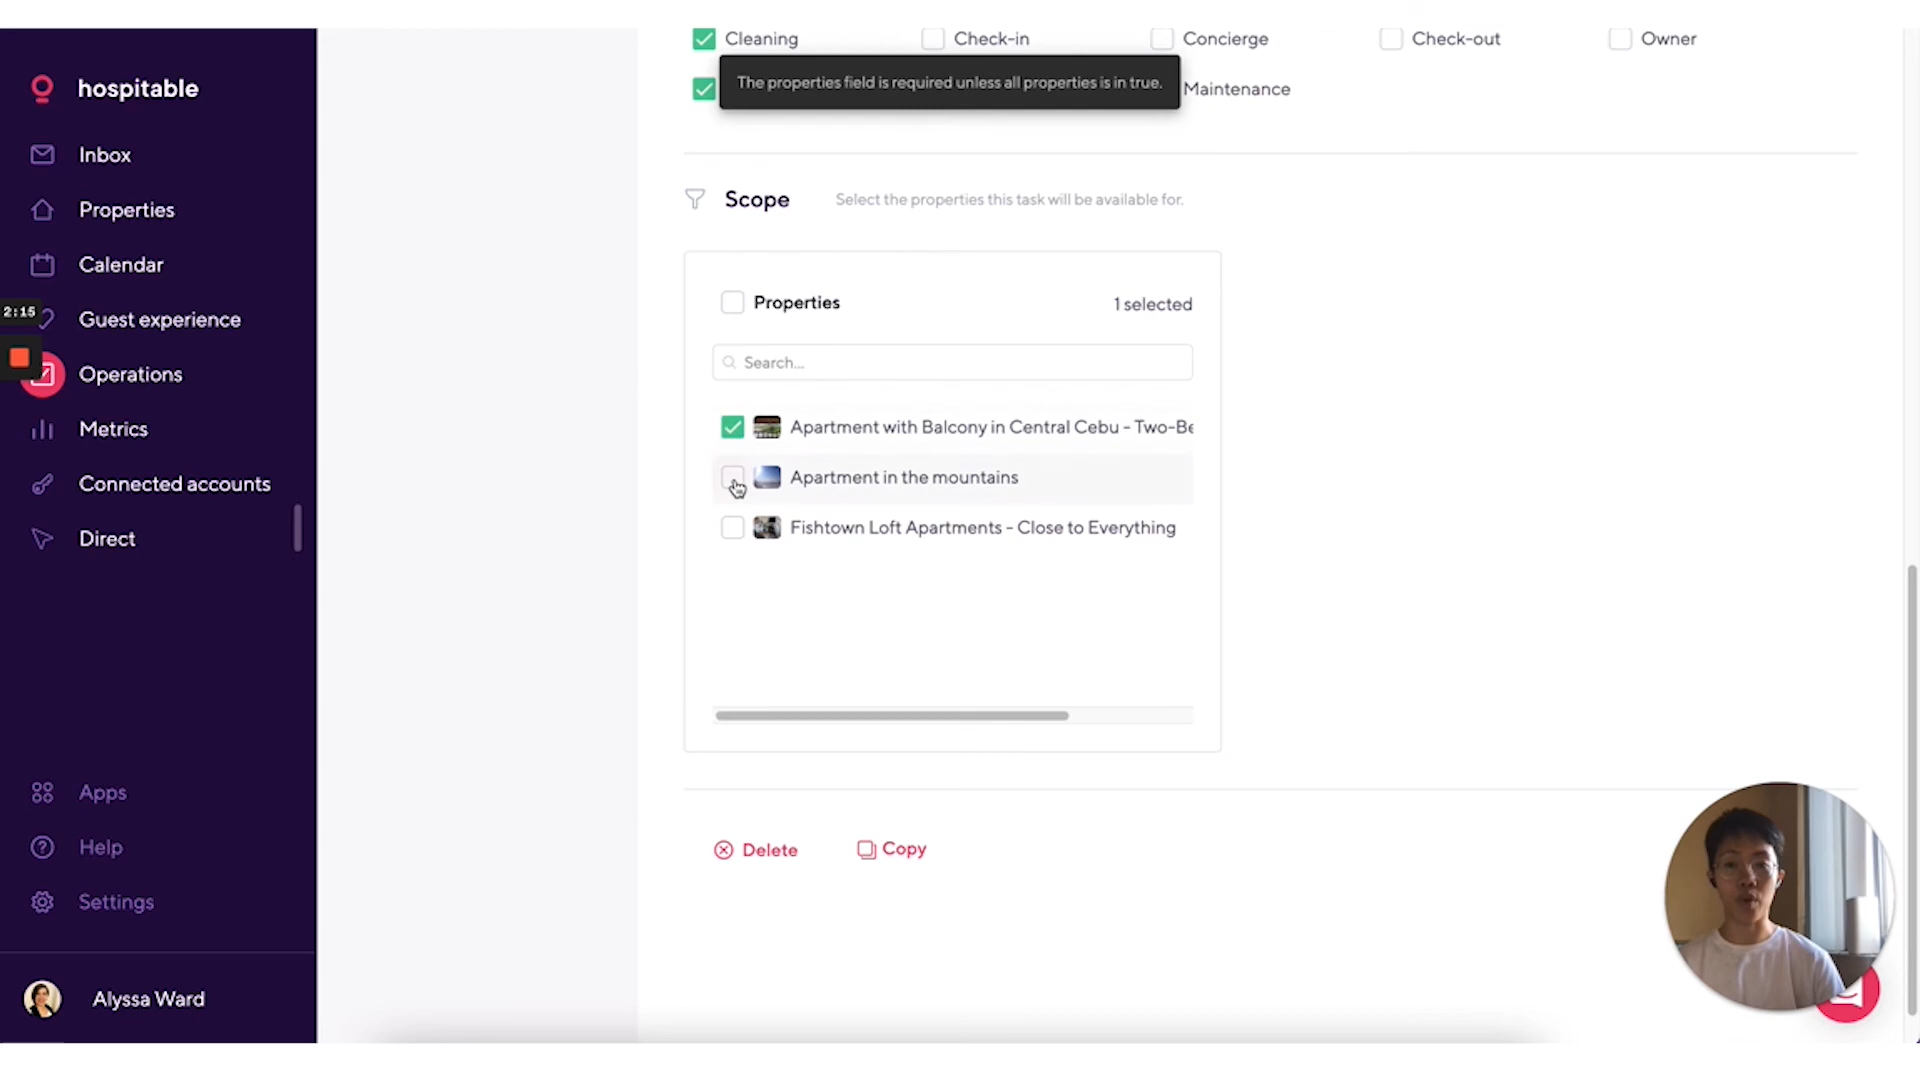 hospitable
Inbox
Properties
Calendar
2:15
Guest experience
Operations
Metrics
Connected accounts
Direct
Apps
Help
Settings
Alyssa Ward
Cleaning
Check-in
Concierge
Check-out
Owner
The properties field is required unless all properties is in true.
Maintenance
Scope
Select the properties this task will be available for.
Properties
1 selected
Search...
Apartment with Balcony in Central Cebu - Two-Be
Apartment in the mountains
Fishtown Loft Apartments - Close to Everything
Delete
Copy